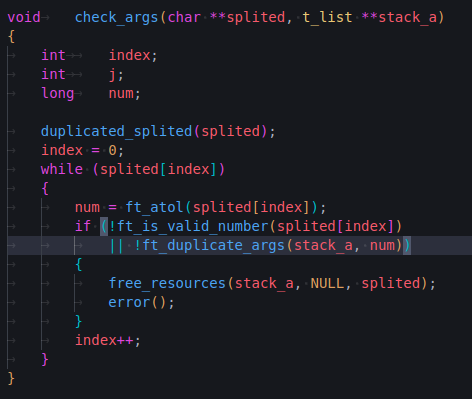 void check_args(char **splited, t_list **stack_a)
{
int index;
int j;
long num;
duplicated_splited(splited);
index = 0;
while (splited[index])
{
num = ft_atol(splited[index]);
if (!ft_is_valid_number(splited[index])
|| !ft_duplicate_args(stack_a, num))
{
free_resources(stack_a, NULL, splited);
error();
}
index++;
}
}